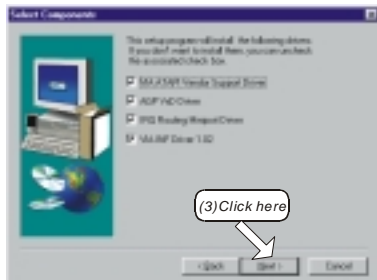 Select Components
This setup program will install the following drivers.
If you don't want to install them, you can uncheck
the associated check box.
VIA ATAPI Vendor Support Driver
AGP VxD Driver
IRQ Routing Miniport Driver
VIA INF Driver 1.02
(3)Click here
< Back
Next >
Cancel